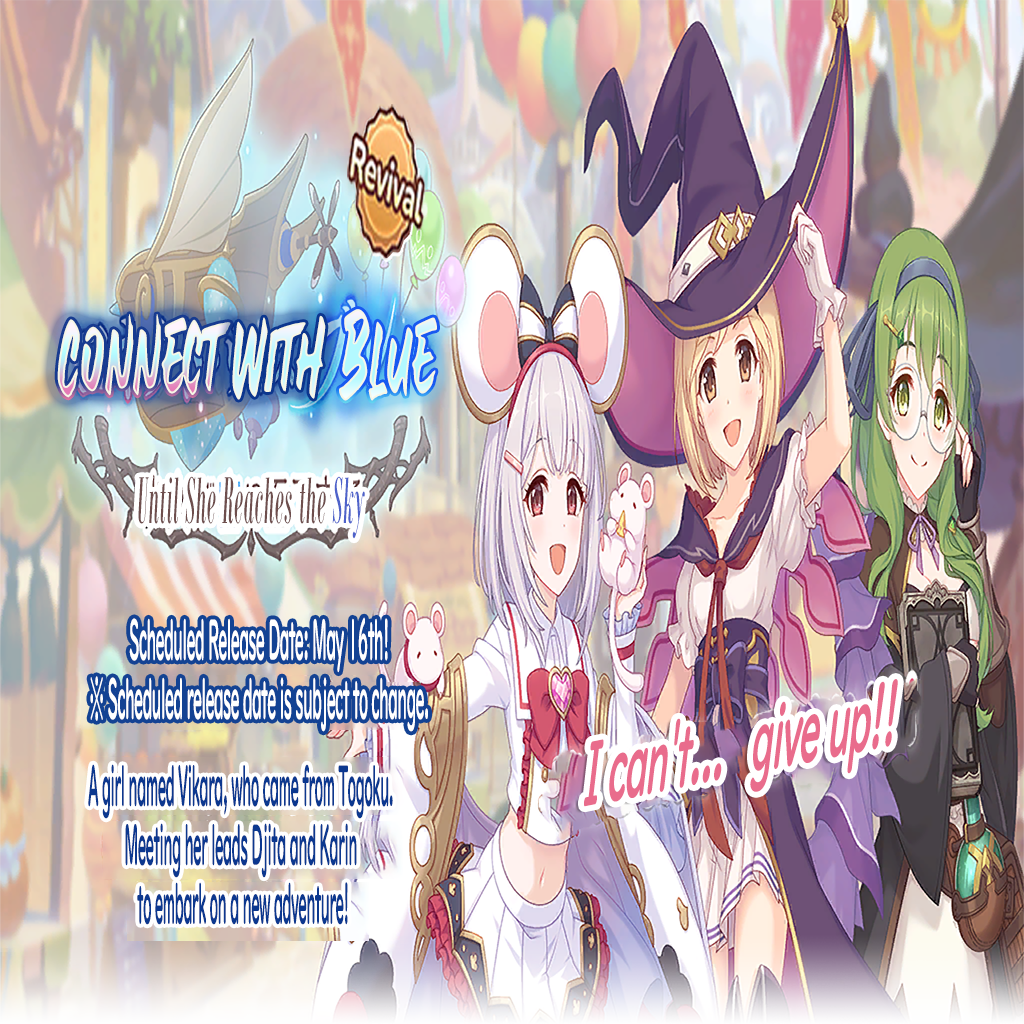 Revival
CONNECT WITH BLUE
Until She Reaches the Sky
Scheduled Release Date: May 16th!
※Scheduled release date is subject to change.
A girl named Vikara, who came from Togoku.
Meeting her leads Djita and Karin
to embark on a new adventure!
I can't... give up!!